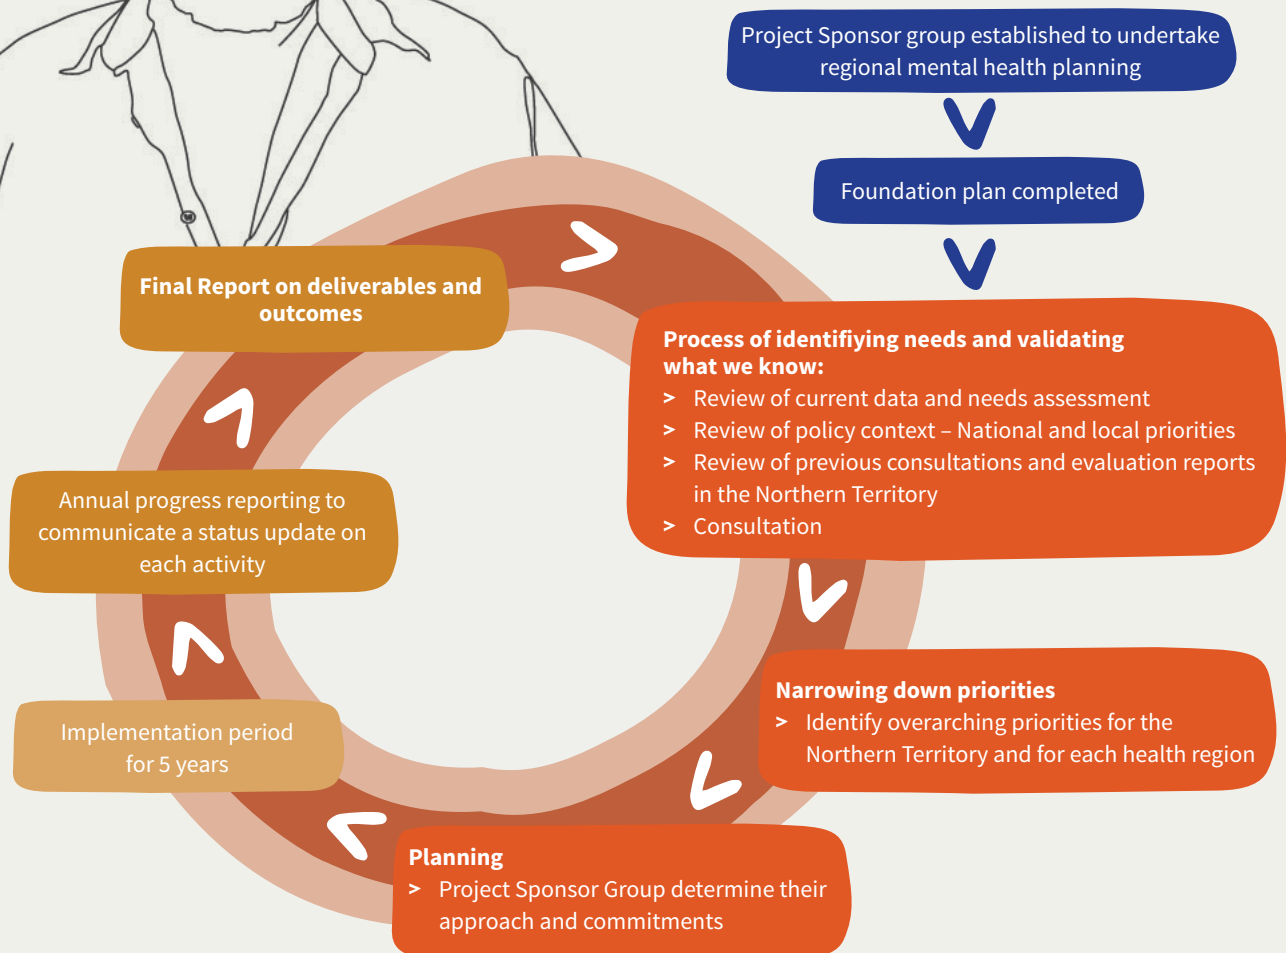 Project Sponsor group established to undertake
regional mental health planning
Foundation plan completed
Process of identifiying needs and validating
what we know:
> Review of current data and needs assessment
> Review of policy context – National and local priorities
> Review of previous consultations and evaluation reports
in the Northern Territory
> Consultation
Narrowing down priorities
> Identify overarching priorities for the
Northern Territory and for each health region
Planning
> Project Sponsor Group determine their
approach and commitments
Implementation period
for 5 years
Annual progress reporting to
communicate a status update on
each activity
Final Report on deliverables and
outcomes